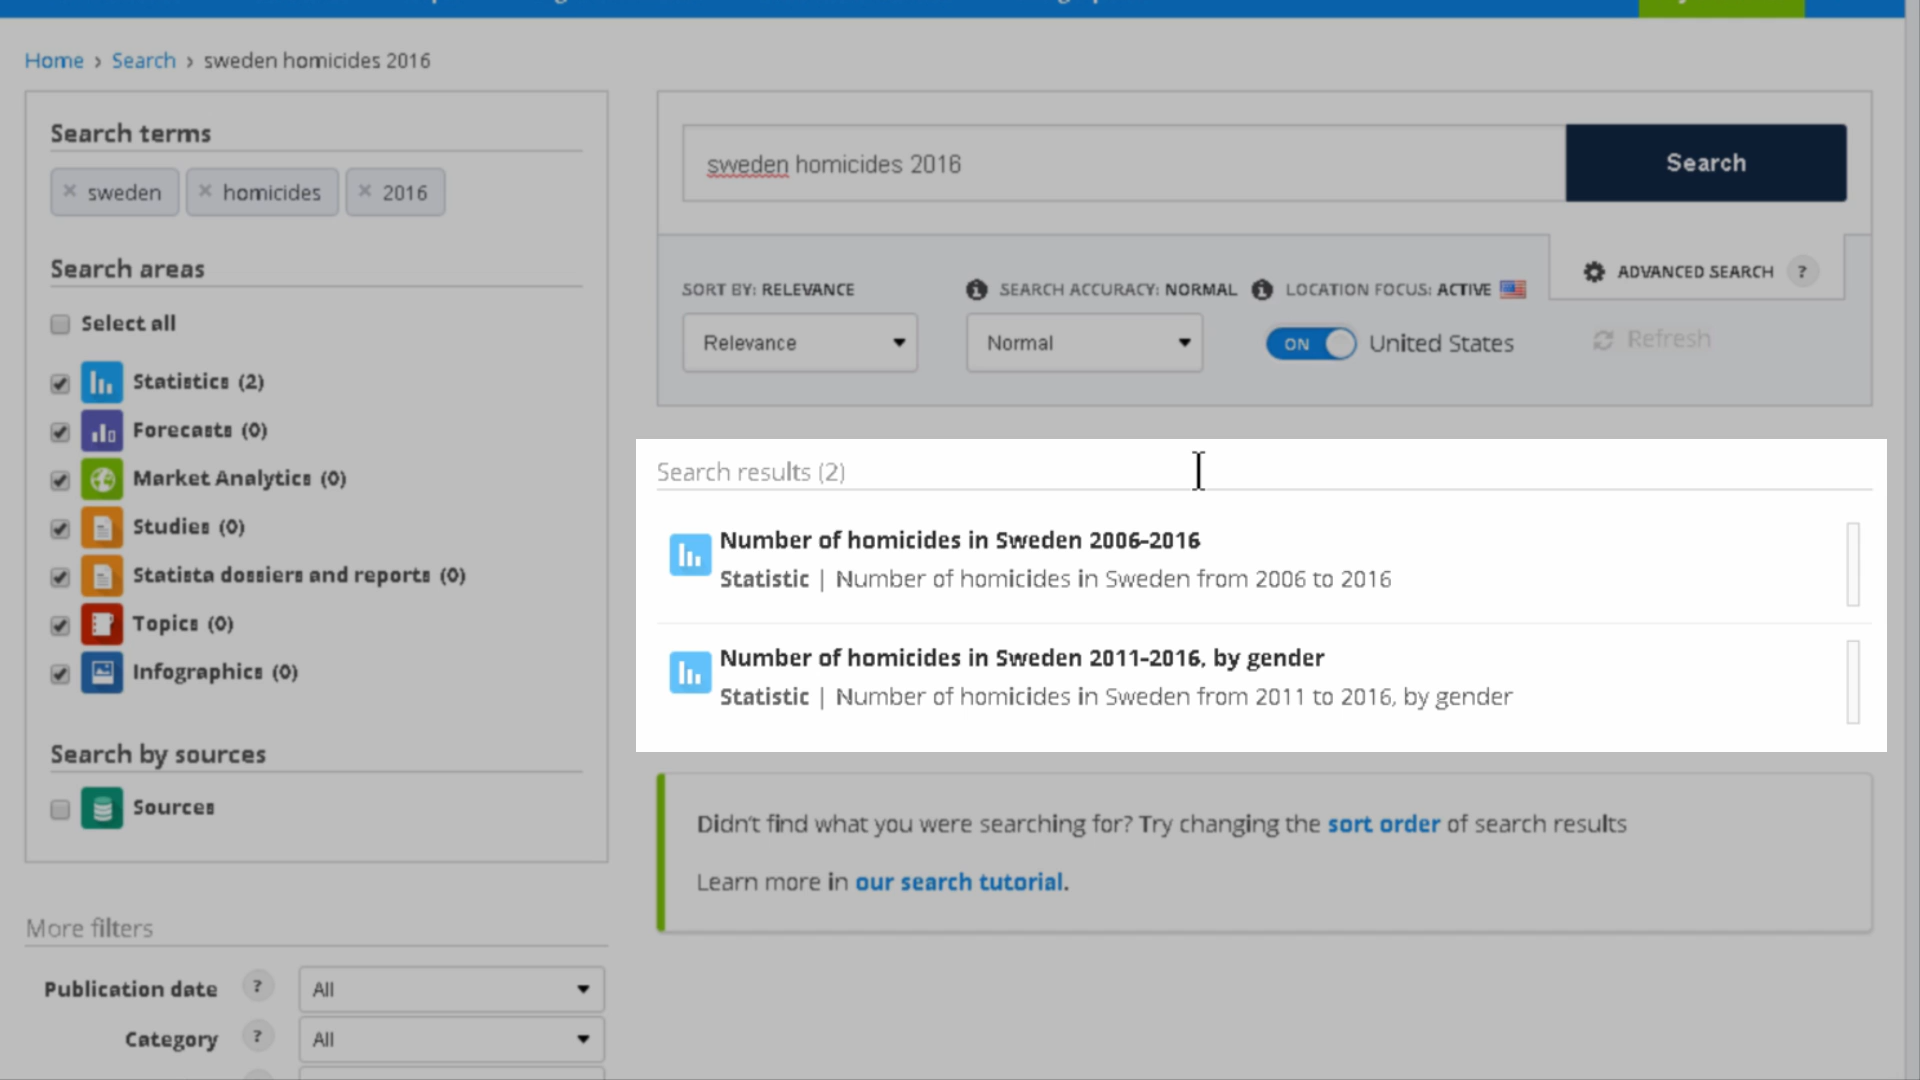 Home › Search › sweden homicides 2016
Search terms
× sweden × homicides × 2016
Search areas
Select all
Statistics (2)
Forecasts (0)
Market Analytics (0)
Studies (0)
Statista dossiers and reports (0)
Topics (0)
Infographics (0)
Search by sources
Sources
More filters
Publication date ? All
Category ? All
sweden homicides 2016
Search
ADVANCED SEARCH ?
SORT BY: RELEVANCE
SEARCH ACCURACY: NORMAL
LOCATION FOCUS: ACTIVE
Relevance
Normal
ON United States
Refresh
Search results (2)
Number of homicides in Sweden 2006-2016
Statistic | Number of homicides in Sweden from 2006 to 2016
Number of homicides in Sweden 2011-2016, by gender
Statistic | Number of homicides in Sweden from 2011 to 2016, by gender
Didn't find what you were searching for? Try changing the sort order of search results
Learn more in our search tutorial.